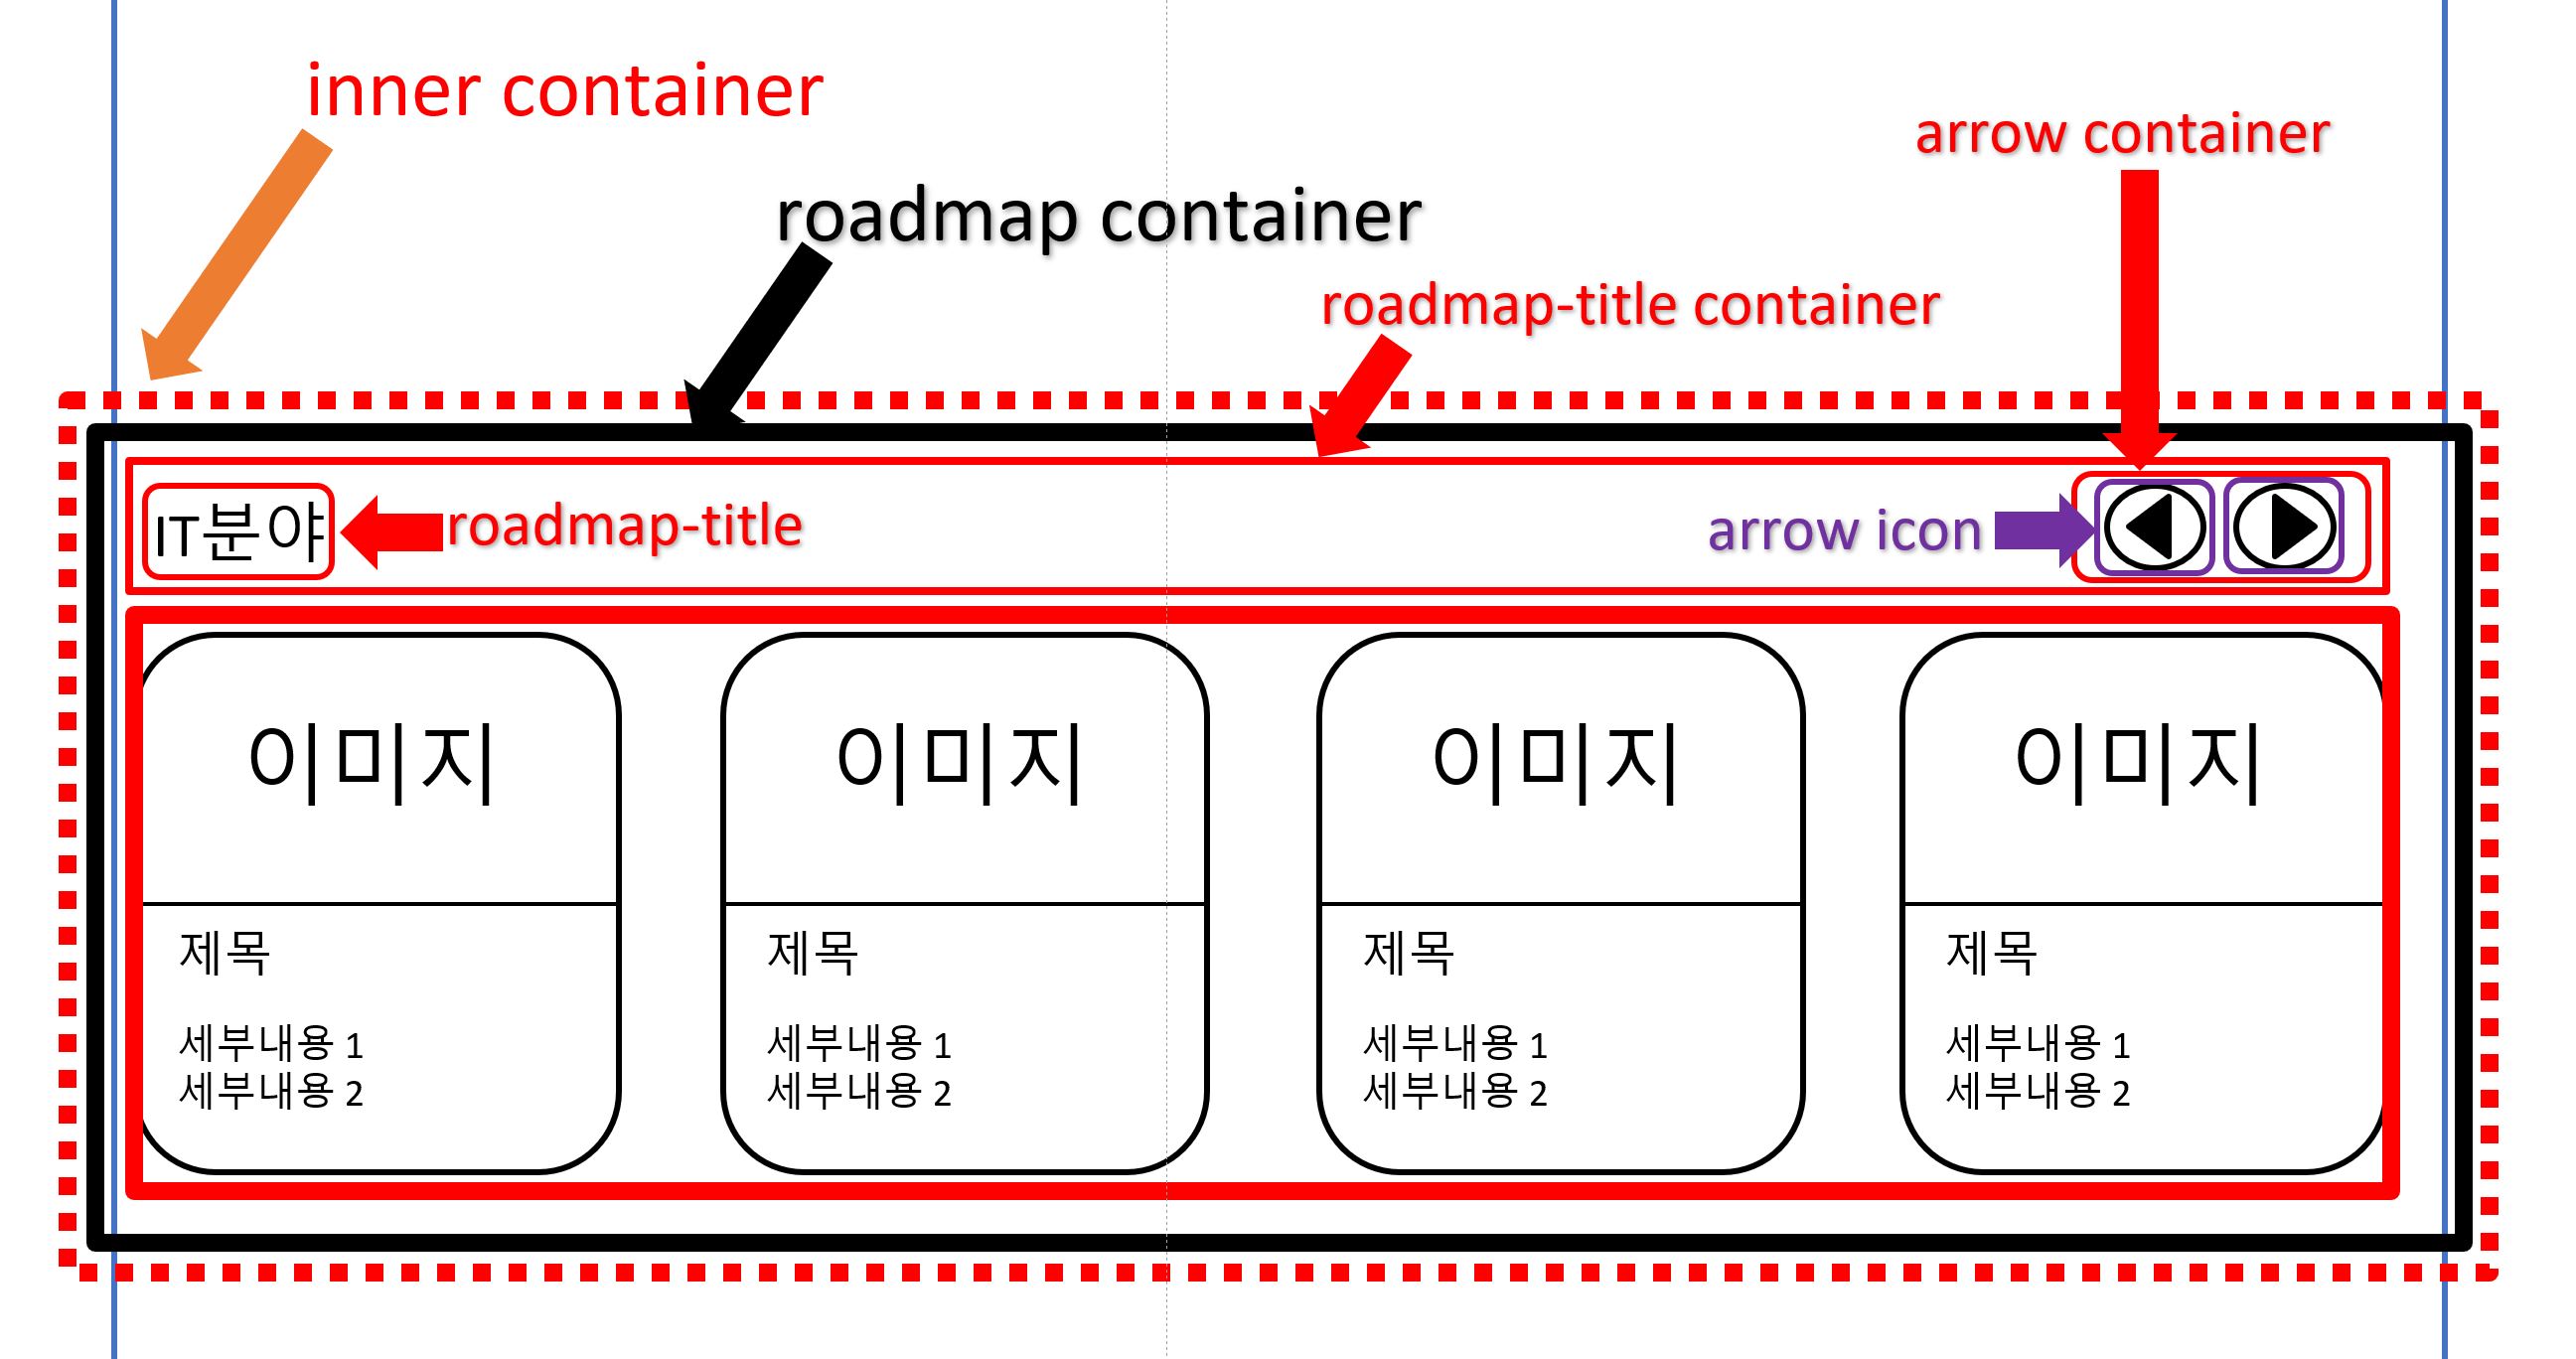 inner container
arrow container
roadmap container
roadmap-title container
IT분야
roadmap-title
arrow icon
이미지
이미지
이미지
이미지
제목
세부내용 1
세부내용 2
제목
세부내용 1
세부내용 2
제목
세부내용 1
세부내용 2
제목
세부내용 1
세부내용 2